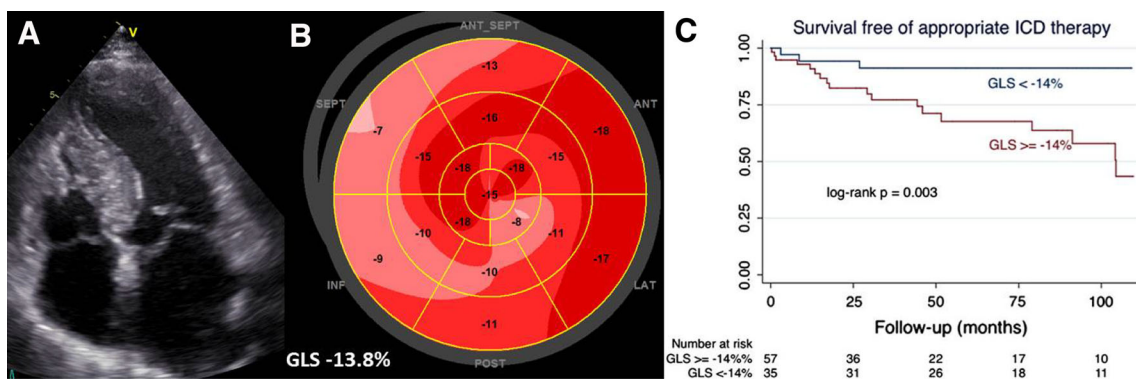 A
V
5
B
ANT_SEPT
SEPT
ANT
INF
LAT
POST
-13
-7
-18
-16
-15
-15
-18
-18
-15
-18
-8
-10
-11
-9
-17
-10
-11
GLS -13.8%
C
Survival free of appropriate ICD therapy
1.00
0.75
0.50
0.25
0.00
GLS < -14%
GLS >= -14%
log-rank p = 0.003
0 25 50 75 100
Follow-up (months)
Number at risk
GLS >= -14%% 57 36 22 17 10
GLS <-14% 35 31 26 18 11